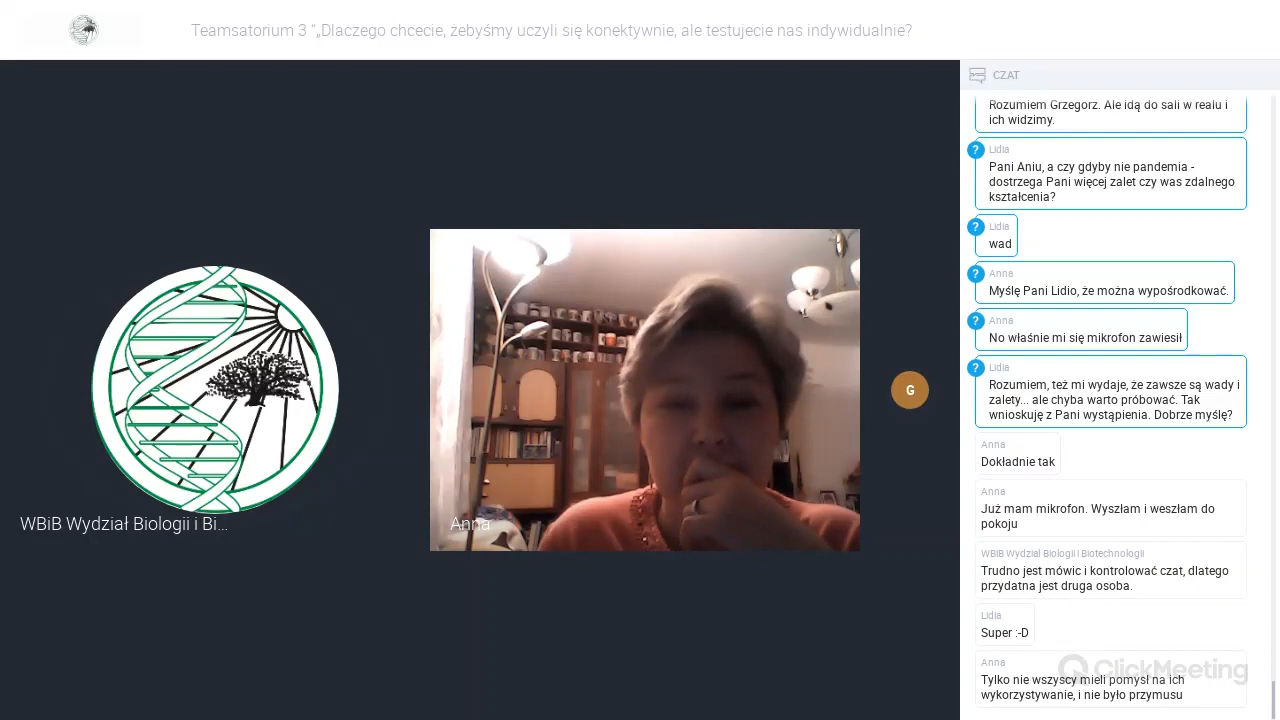 Teamsatorium 3 “„Dlaczego chcecie, żebyśmy uczyli się konektywnie, ale testujecie nas indywidualnie?
CZAT
Rozumiem Grzegorz. Ale idą do sali w realu i
ich widzimy.
?
Lidia
Pani Aniu, a czy gdyby nie pandemia -
dostrzega Pani więcej zalet czy was zdalnego
kształcenia?
?
Lidia
wad
?
Anna
Myślę Pani Lidio, że można wypośrodkować.
?
Anna
No właśnie mi się mikrofon zawiesił
?
Lidia
Rozumiem, też mi wydaje, że zawsze są wady i
zalety... ale chyba warto próbować. Tak
wnioskuję z Pani wystąpienia. Dobrze myślę?
Anna
Dokładnie tak
Anna
Już mam mikrofon. Wyszłam i weszłam do
pokoju
WBiB Wydział Biologii i Biotechnologii
Trudno jest mówic i kontrolować czat, dlatego
przydatna jest druga osoba.
Lidia
Super :-D
Anna
Tylko nie wszyscy mieli pomysł na ich
wykorzystywanie, i nie było przymusu
ClickMeeting
WBiB Wydział Biologii i Bi...
Anna
G